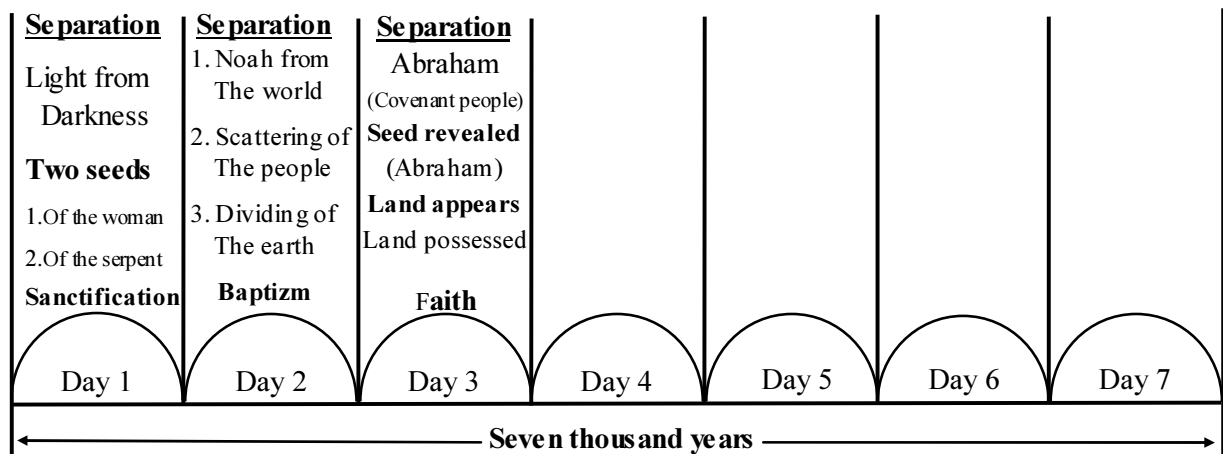 Separation
Light from
Darkness
Two seeds
1.Of the woman
2.Of the serpent
Sanctification
Separation
1. Noah from
The world
2. Scattering of
The people
3. Dividing of
The earth
Baptizm
Separation
Abraham
(Covenant people)
Seed revealed
(Abraham)
Land appears
Land possessed
Faith
Day 1
Day 2
Day 3
Day 4
Day 5
Day 6
Day 7
Seven thousand years